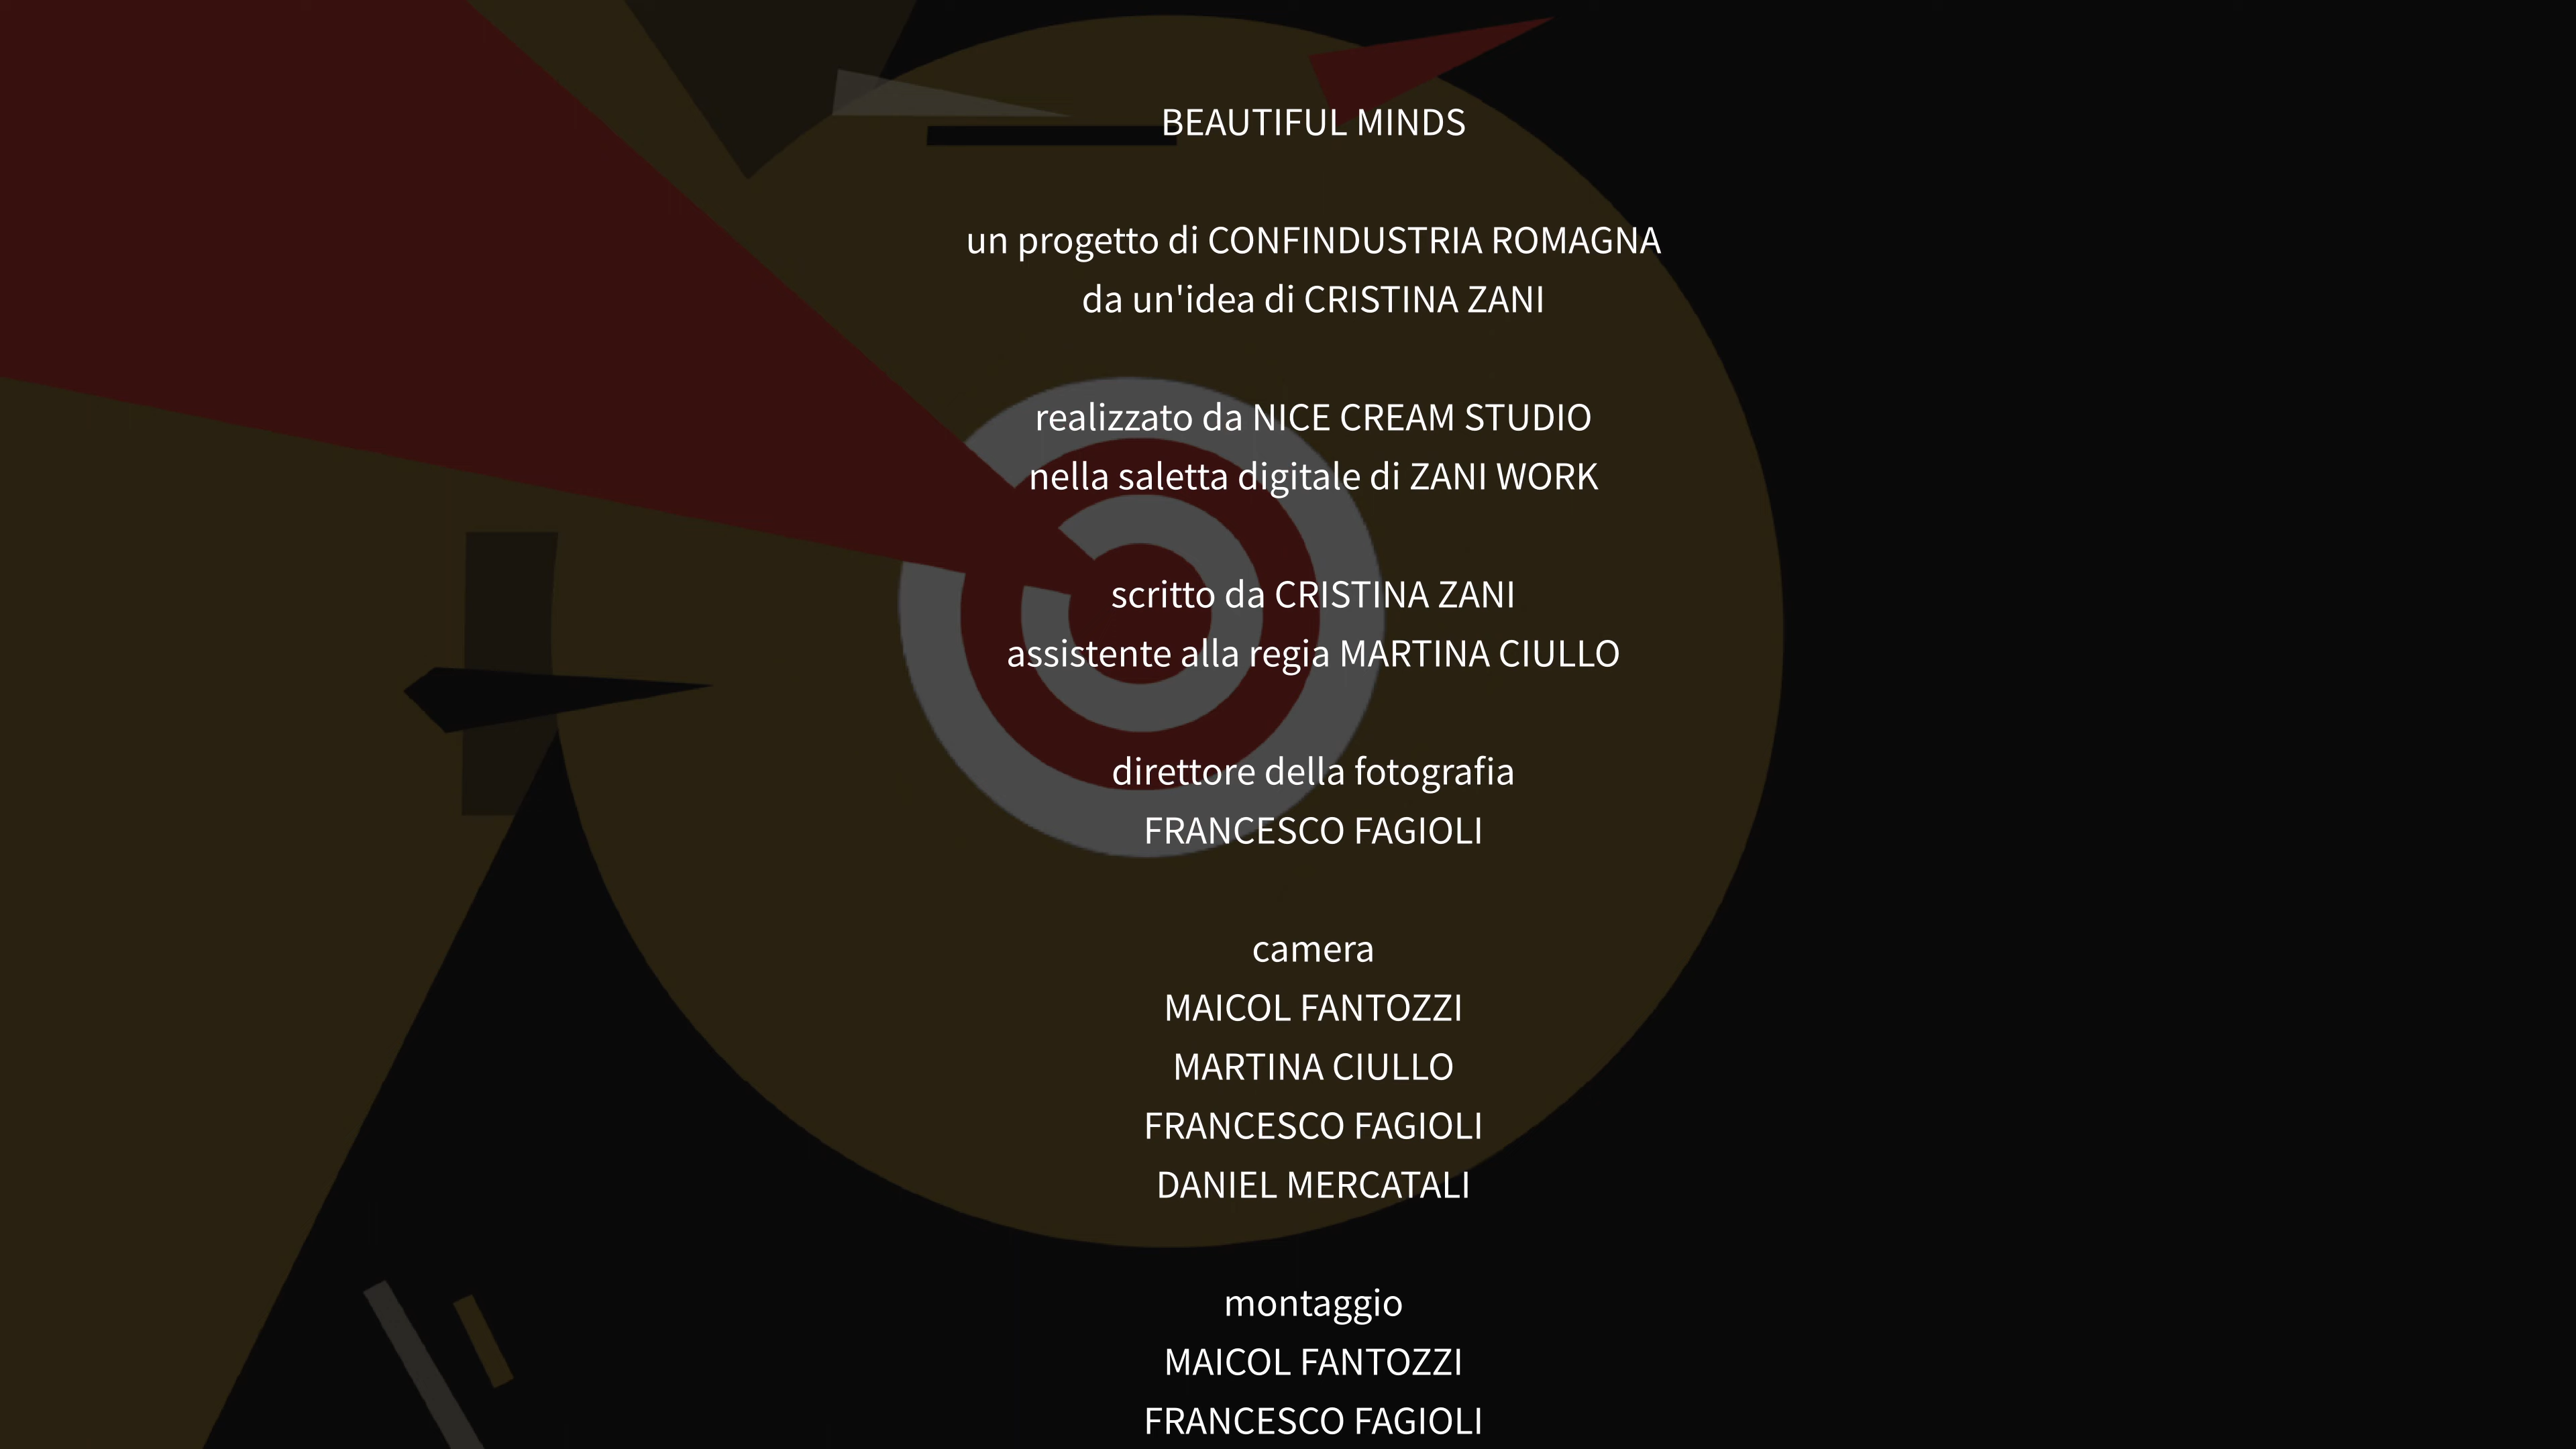 BEAUTIFUL MINDS
un progetto di CONFINDUSTRIA ROMAGNA
da un'idea di CRISTINA ZANI
realizzato da NICE CREAM STUDIO
nella saletta digitale di ZANI WORK
scritto da CRISTINA ZANI
assistente alla regia MARTINA CIULLO
direttore della fotografia
FRANCESCO FAGIOLI
camera
MAICOL FANTOZZI
MARTINA CIULLO
FRANCESCO FAGIOLI
DANIEL MERCATALI
montaggio
MAICOL FANTOZZI
FRANCESCO FAGIOLI